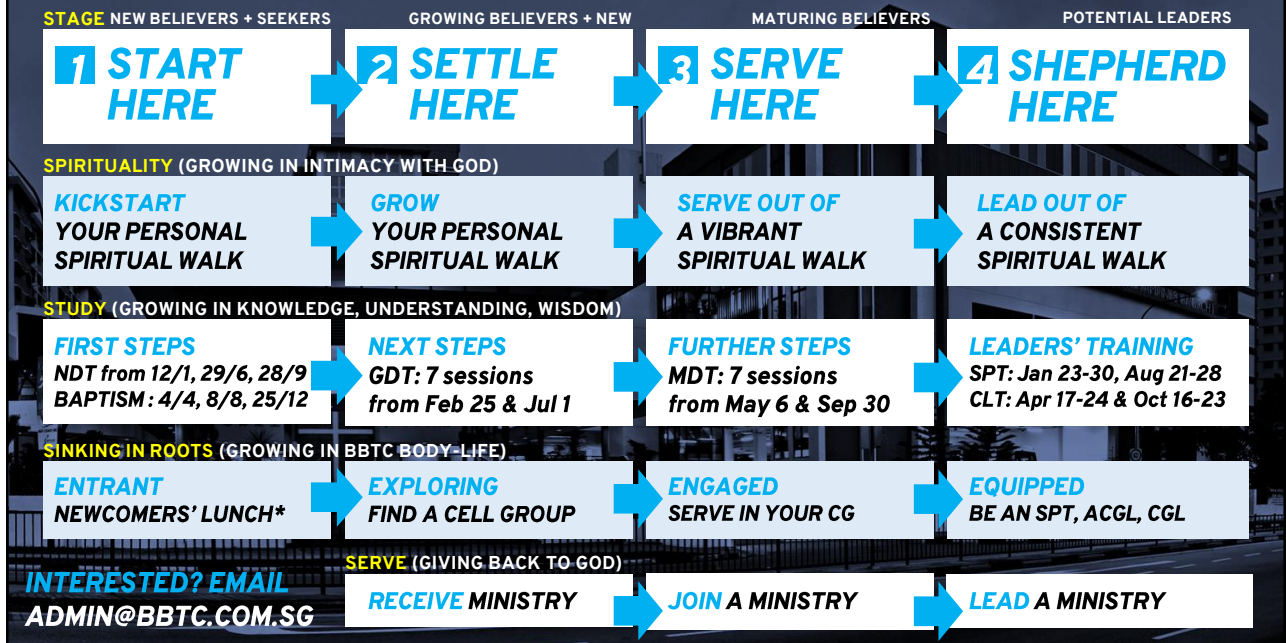 STAGE NEW BELIEVERS + SEEKERS
GROWING BELIEVERS + NEW
MATURING BELIEVERS
POTENTIAL LEADERS
1 START
HERE
2 SETTLE
HERE
3 SERVE
HERE
4 SHEPHERD
HERE
SPIRITUALITY (GROWING IN INTIMACY WITH GOD)
KICKSTART
YOUR PERSONAL
SPIRITUAL WALK
GROW
YOUR PERSONAL
SPIRITUAL WALK
SERVE OUT OF
A VIBRANT
SPIRITUAL WALK
LEAD OUT OF
A CONSISTENT
SPIRITUAL WALK
STUDY (GROWING IN KNOWLEDGE, UNDERSTANDING, WISDOM)
FIRST STEPS
NDT from 12/1, 29/6, 28/9
BAPTISM : 4/4, 8/8, 25/12
NEXT STEPS
GDT: 7 sessions
from Feb 25 & Jul 1
FURTHER STEPS
MDT: 7 sessions
from May 6 & Sep 30
LEADERS' TRAINING
SPT: Jan 23-30, Aug 21-28
CLT: Apr 17-24 & Oct 16-23
SINKING IN ROOTS (GROWING IN BBTC BODY-LIFE)
ENTRANT
NEWCOMERS' LUNCH*
EXPLORING
FIND A CELL GROUP
ENGAGED
SERVE IN YOUR CG
EQUIPPED
BE AN SPT, ACGL, CGL
SERVE (GIVING BACK TO GOD)
INTERESTED? EMAIL
ADMIN@BBTC.COM.SG
RECEIVE MINISTRY
JOIN A MINISTRY
LEAD A MINISTRY